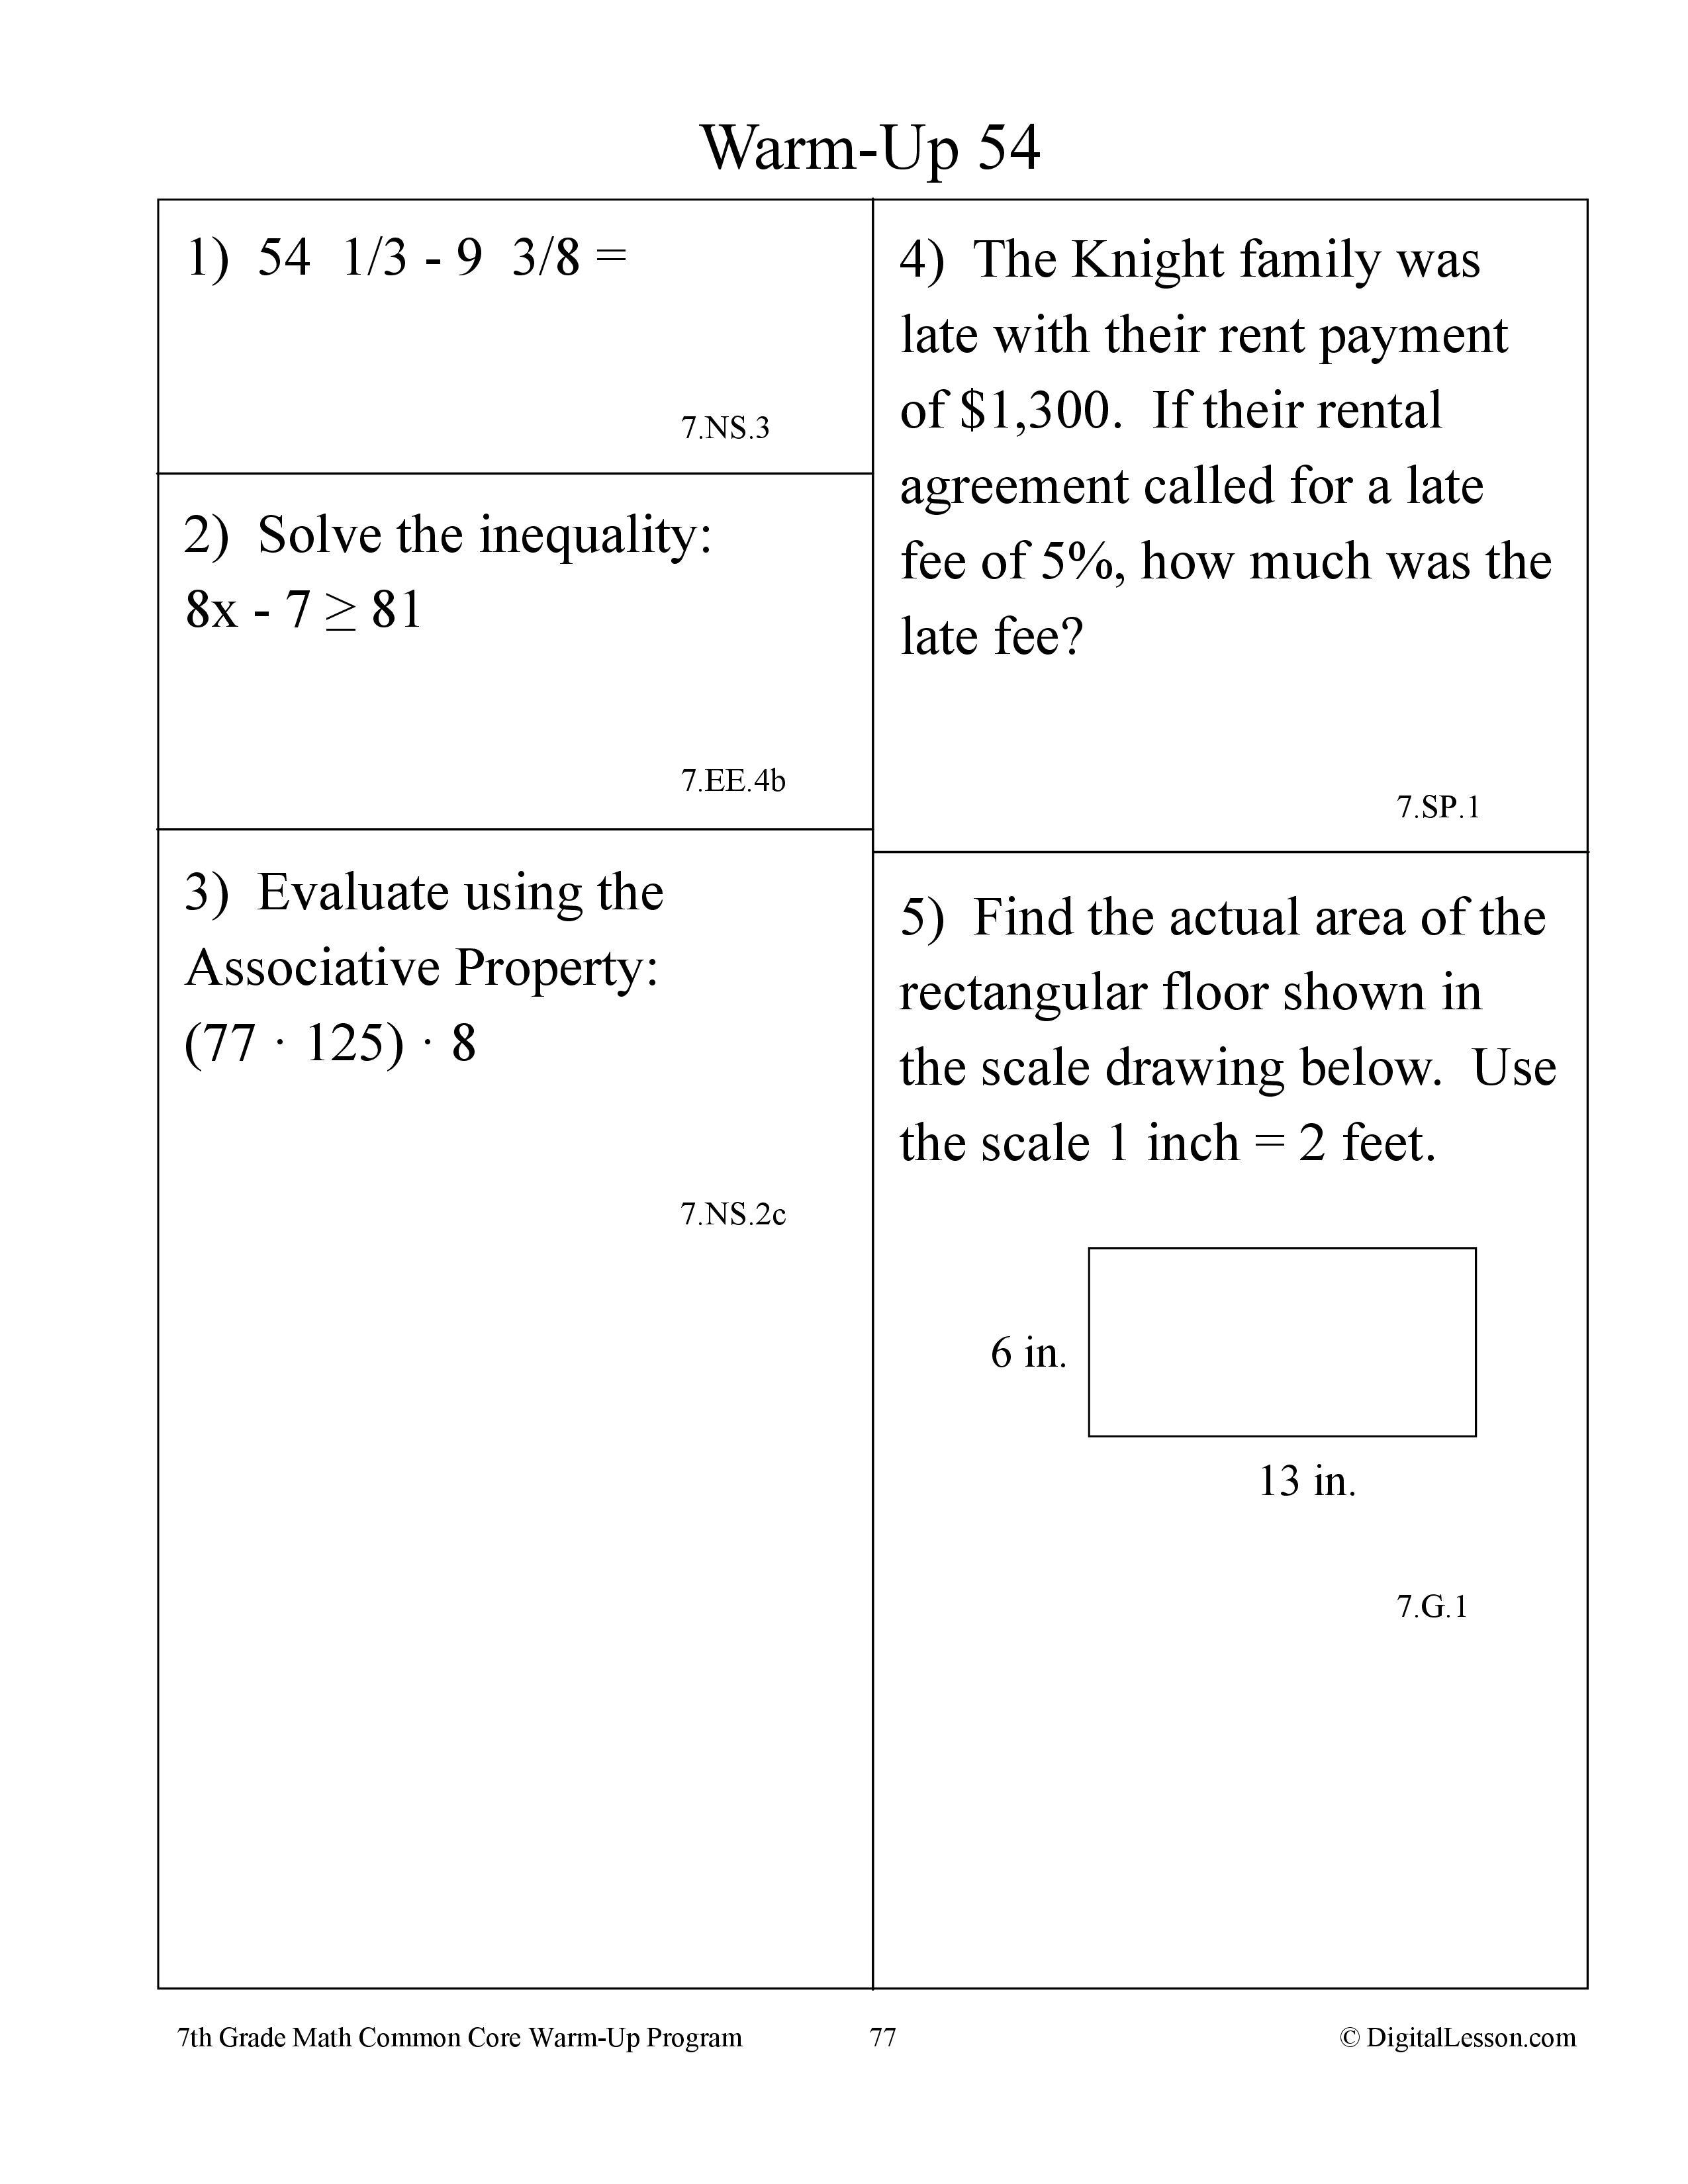 Warm-Up 54
1)  54  1/3 - 9  3/8 =
7.NS.3
2)  Solve the inequality:
8x - 7 ≥ 81
7.EE.4b
3)  Evaluate using the
Associative Property:
(77 · 125) · 8
7.NS.2c
4)  The Knight family was
late with their rent payment
of $1,300.  If their rental
agreement called for a late
fee of 5%, how much was the
late fee?
7.SP.1
5)  Find the actual area of the
rectangular floor shown in
the scale drawing below.  Use
the scale 1 inch = 2 feet.
6 in.
13 in.
7.G.1
7th Grade Math Common Core Warm-Up Program
77
© DigitalLesson.com